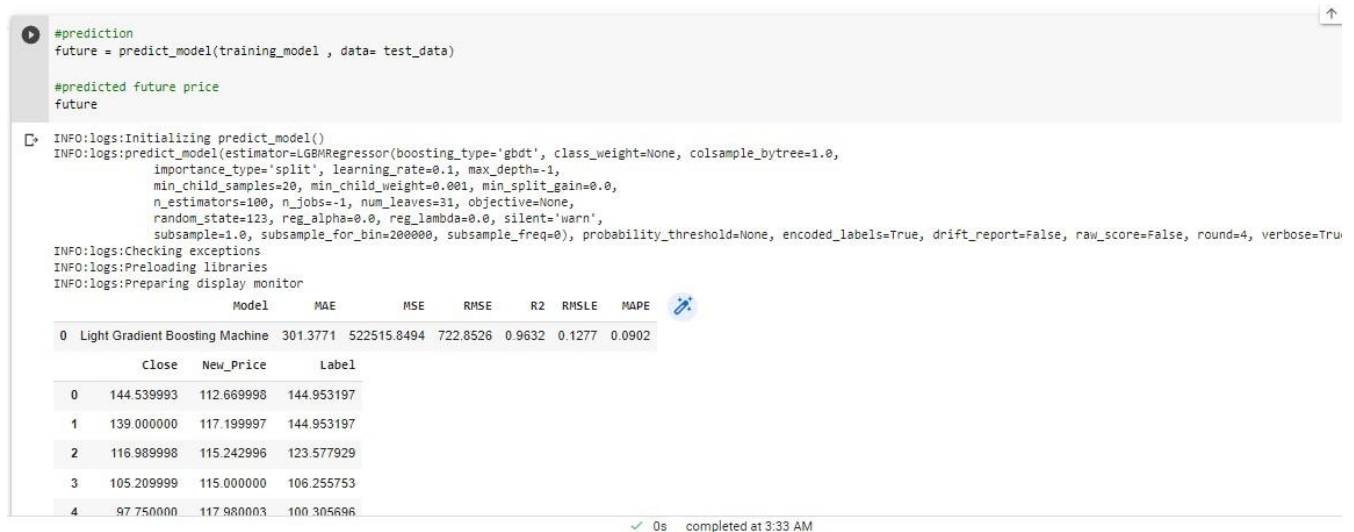 #prediction
future = predict_model(training_model , data= test_data)
#predicted future price
future
INFO:logs:Initializing predict_model()
INFO:logs:predict_model(estimator=LGBMRegressor(boosting_type='gbdt', class_weight=None, colsample_bytree=1.0,
importance_type='split', learning_rate=0.1, max_depth=-1,
min_child_samples=20, min_child_weight=0.001, min_split_gain=0.0,
n_estimators=100, n_jobs=-1, num_leaves=31, objective=None,
random_state=123, reg_alpha=0.0, reg_lambda=0.0, silent='warn',
subsample=1.0, subsample_for_bin=200000, subsample_freq=0), probability_threshold=None, encoded_labels=True, drift_report=False, raw_score=False, round=4, verbose=Tru
INFO:logs:Checking exceptions
INFO:logs:Preloading libraries
INFO:logs:Preparing display monitor
Model MAE MSE RMSE R2 RMSLE MAPE
0 Light Gradient Boosting Machine 301.3771 522515.8494 722.8526 0.9632 0.1277 0.0902
Close New_Price Label
0 144.539993 112.669998 144.953197
1 139.000000 117.199997 144.953197
2 116.989998 115.242996 123.577929
3 105.209999 115.000000 106.255753
4 97.750000 117.980003 100.305696
0s completed at 3:33 AM